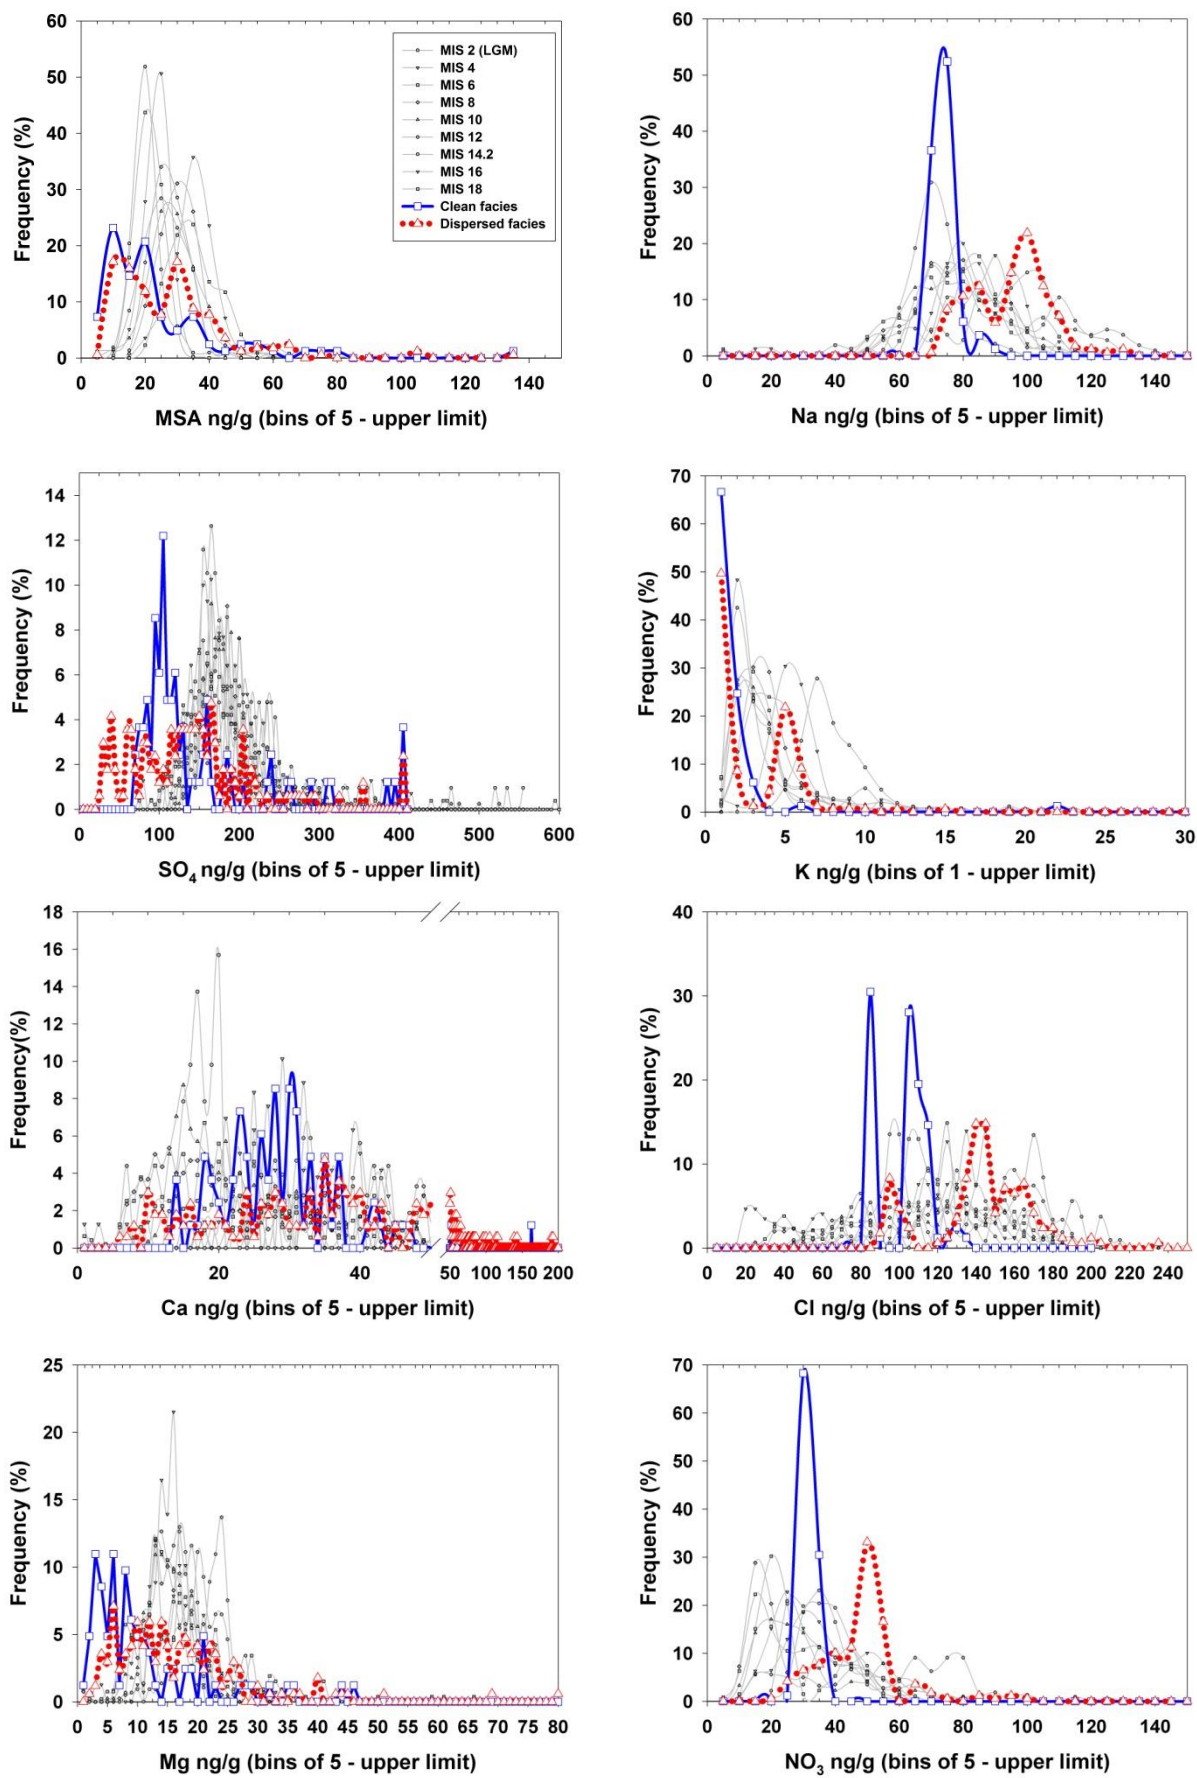 60
50
40
30
20
10
0
Frequency (%)
0 20 40 60 80 100 120 140
MSA ng/g (bins of 5 - upper limit)
MIS 2 (LGM)
MIS 4
MIS 6
MIS 8
MIS 10
MIS 12
MIS 14.2
MIS 16
MIS 18
Clean facies
Dispersed facies
60
50
40
30
20
10
0
Frequency (%)
0 20 40 60 80 100 120 140
Na ng/g (bins of 5 - upper limit)
14
12
10
8
6
4
2
0
Frequency (%)
0 100 200 300 400 500 600
SO4 ng/g (bins of 5 - upper limit)
70
60
50
40
30
20
10
0
Frequency (%)
0 5 10 15 20 25 30
K ng/g (bins of 1 - upper limit)
18
16
14
12
10
8
6
4
2
0
Frequency(%)
20 40 50 100 150 200
Ca ng/g (bins of 5 - upper limit)
40
30
20
10
0
Frequency (%)
0 20 40 60 80 100 120 140 160 180 200 220 240
Cl ng/g (bins of 5 - upper limit)
25
20
15
10
5
0
Frequency (%)
0 5 10 15 20 25 30 35 40 45 50 55 60 65 70 75 80
Mg ng/g (bins of 5 - upper limit)
70
60
50
40
30
20
10
0
Frequency (%)
0 20 40 60 80 100 120 140
NO3 ng/g (bins of 5 - upper limit)